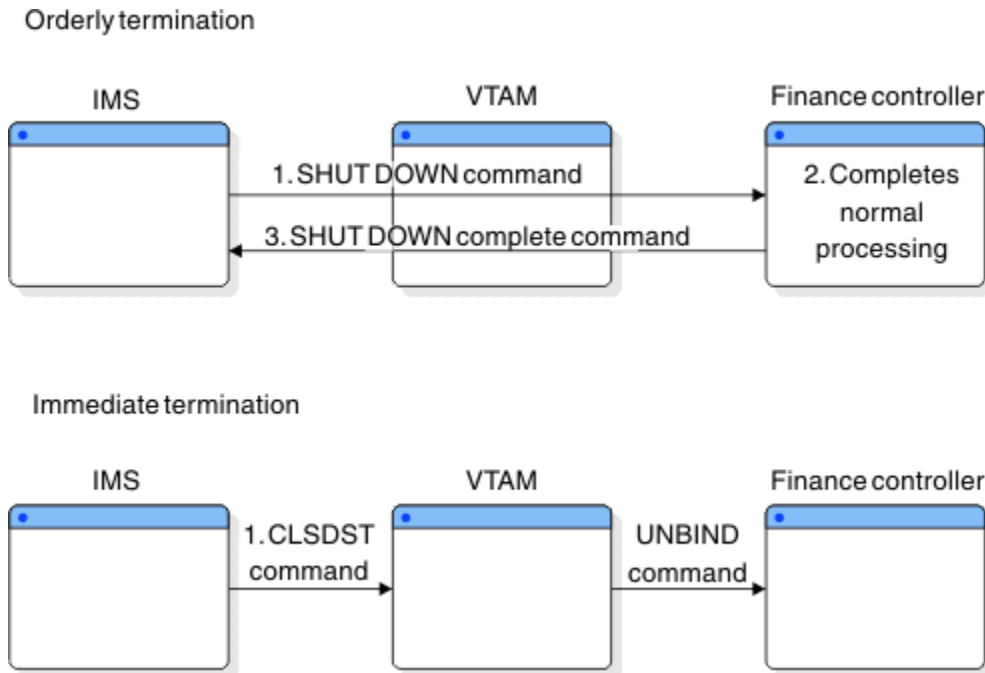 Orderly termination
IMS
VTAM
Finance controller
1. SHUT DOWN command
2. Completes
normal
processing
3. SHUT DOWN complete command
Immediate termination
IMS
VTAM
Finance controller
1. CLSDST
command
UNBIND
command